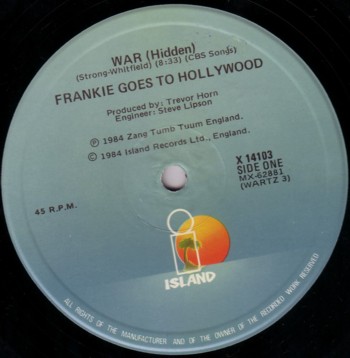 WAR (Hidden)
(Strong-Whitfield) (8:33) (CBS Songs)
FRANKIE GOES TO HOLLYWOOD
Produced by: Trevor Horn
Engineer: Steve Lipson
Ⓟ 1984 Zang Tumb Tuum England.
© 1984 Island Records Ltd., England.
X 14103
SIDE ONE
MX-62881
(WARTZ 3)
45 R.P.M.
ISLAND
ALL RIGHTS OF THE MANUFACTURER AND OF THE OWNER OF THE RECORDED WORK RESERVED